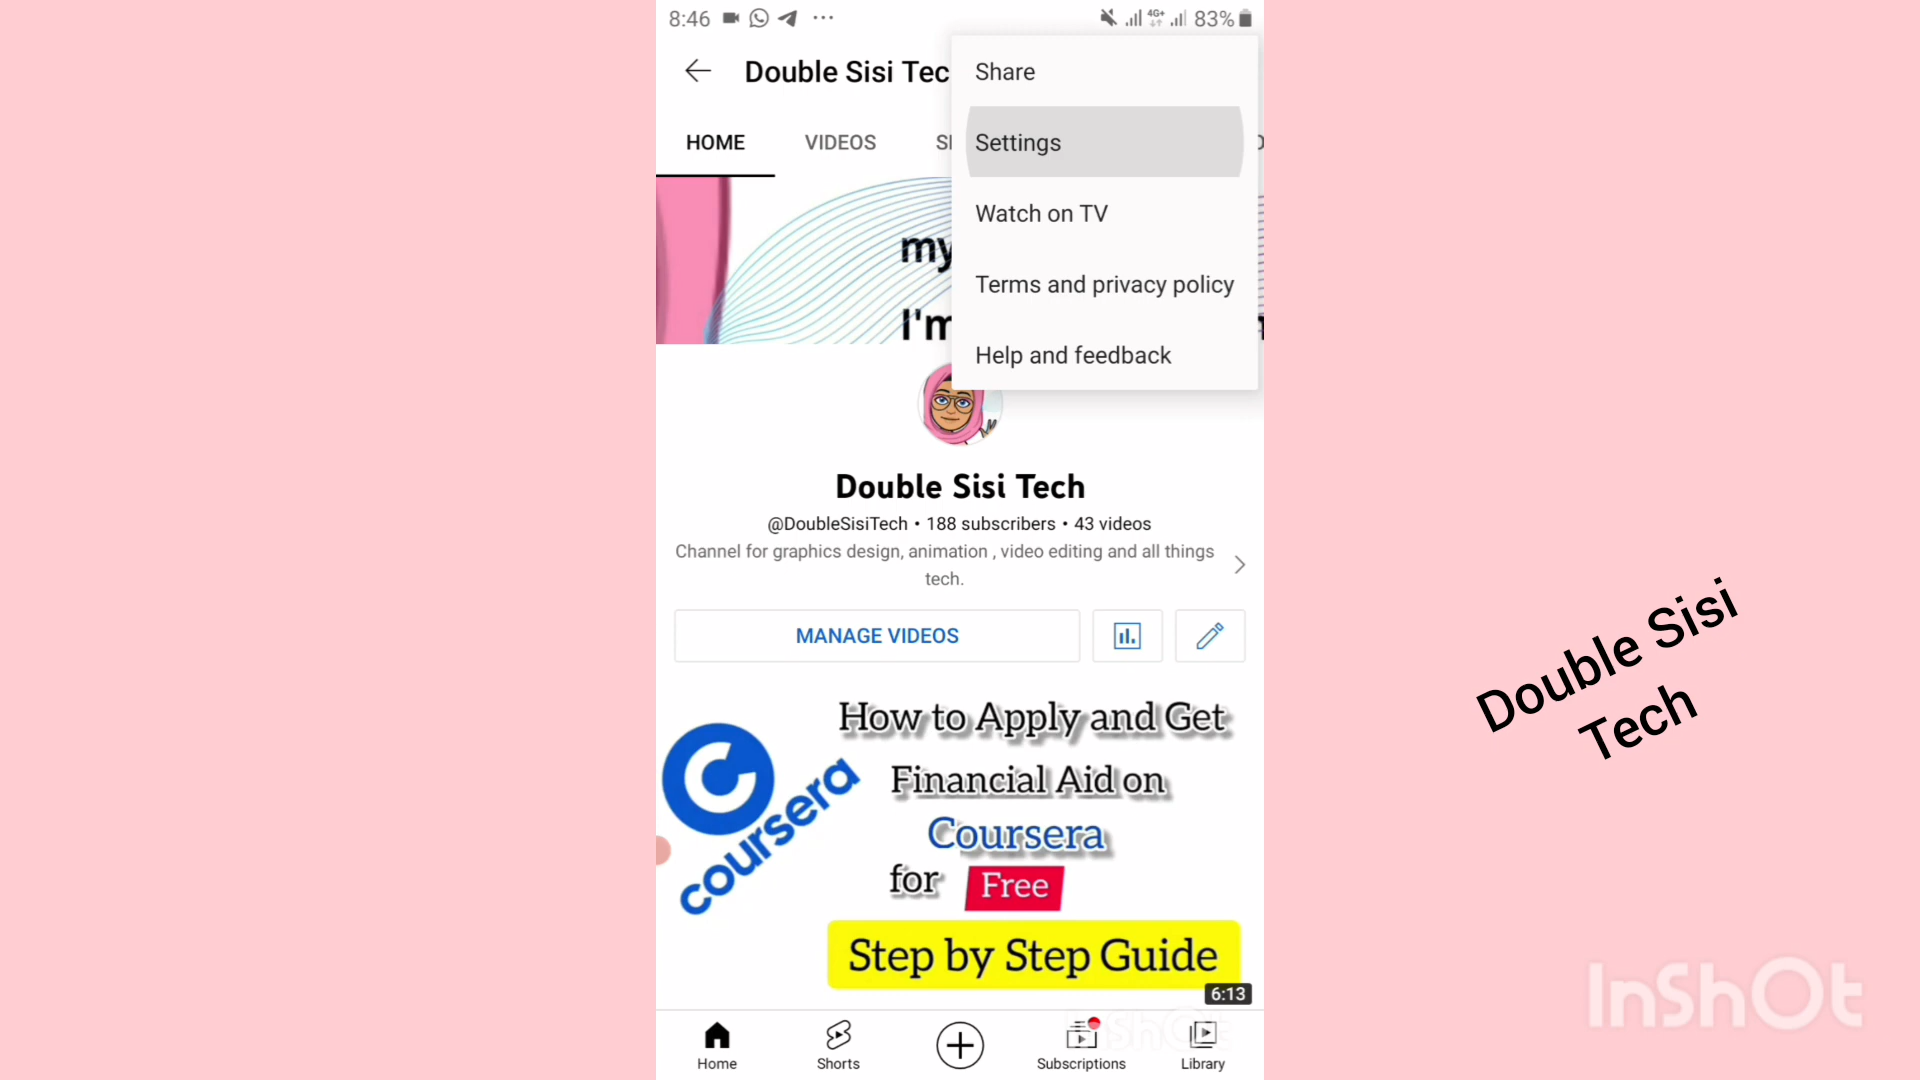 8:46
4G+
83%
Double Sisi Tec
Share
HOME
VIDEOS
Settings
Watch on TV
my
Terms and privacy policy
I'm
Help and feedback
Double Sisi Tech
@DoubleSisiTech • 188 subscribers • 43 videos
Channel for graphics design, animation , video editing and all things
tech.
MANAGE VIDEOS
How to Apply and Get
Financial Aid on
Coursera
for Free
coursera
Step by Step Guide
6:13
Home
Shorts
Subscriptions
Library
Double Sisi
Tech
InShOt